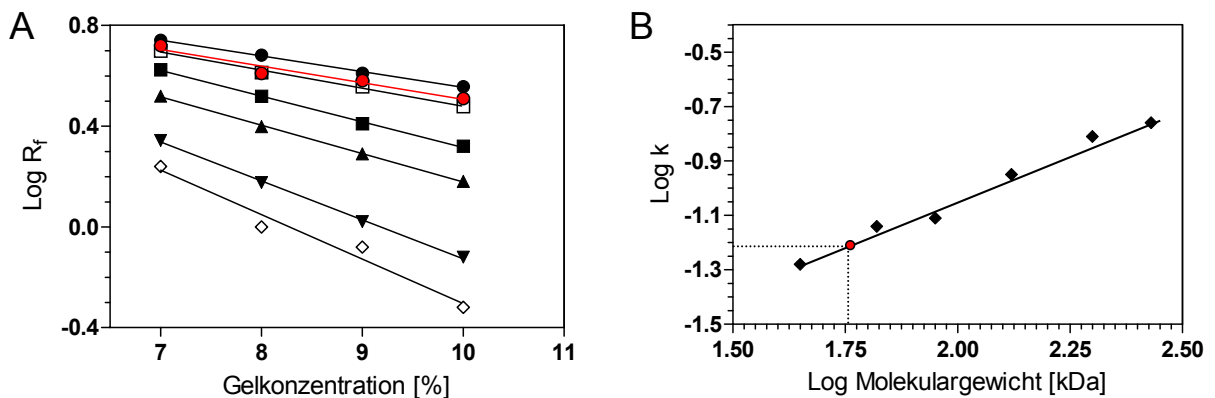 A
0.8
0.4
0.0
-0.4
Log Rf
7 8 9 10 11
Gelkonzentration [%]
B
-0.5
-0.7
-0.9
-1.1
-1.3
-1.5
Log k
1.50 1.75 2.00 2.25 2.50
Log Molekulargewicht [kDa]